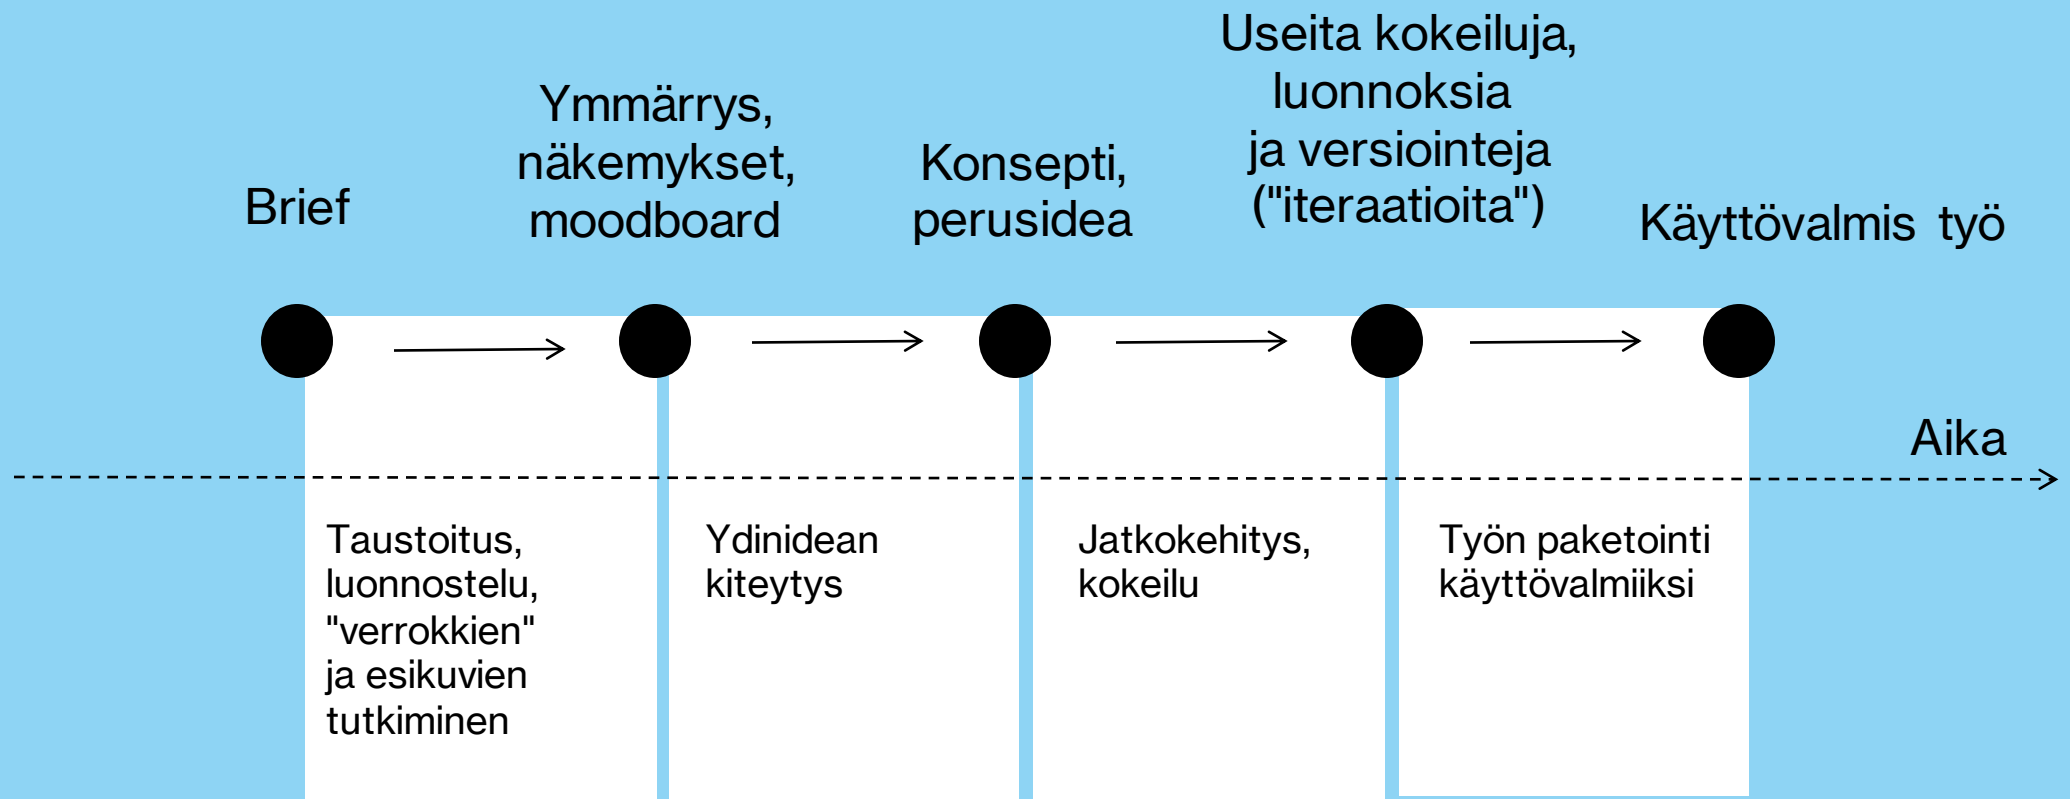 Brief
Ymmärrys,
näkemykset,
moodboard
Konsepti,
perusidea
Useita kokeiluja,
luonnoksia
ja versiointeja
("iteraatioita")
Käyttövalmis työ
Aika
Taustoitus,
luonnostelu,
"verrokkien"
ja esikuvien
tutkiminen
Ydinidean
kiteytys
Jatkokehitys,
kokeilu
Työn paketointi
käyttövalmiiksi